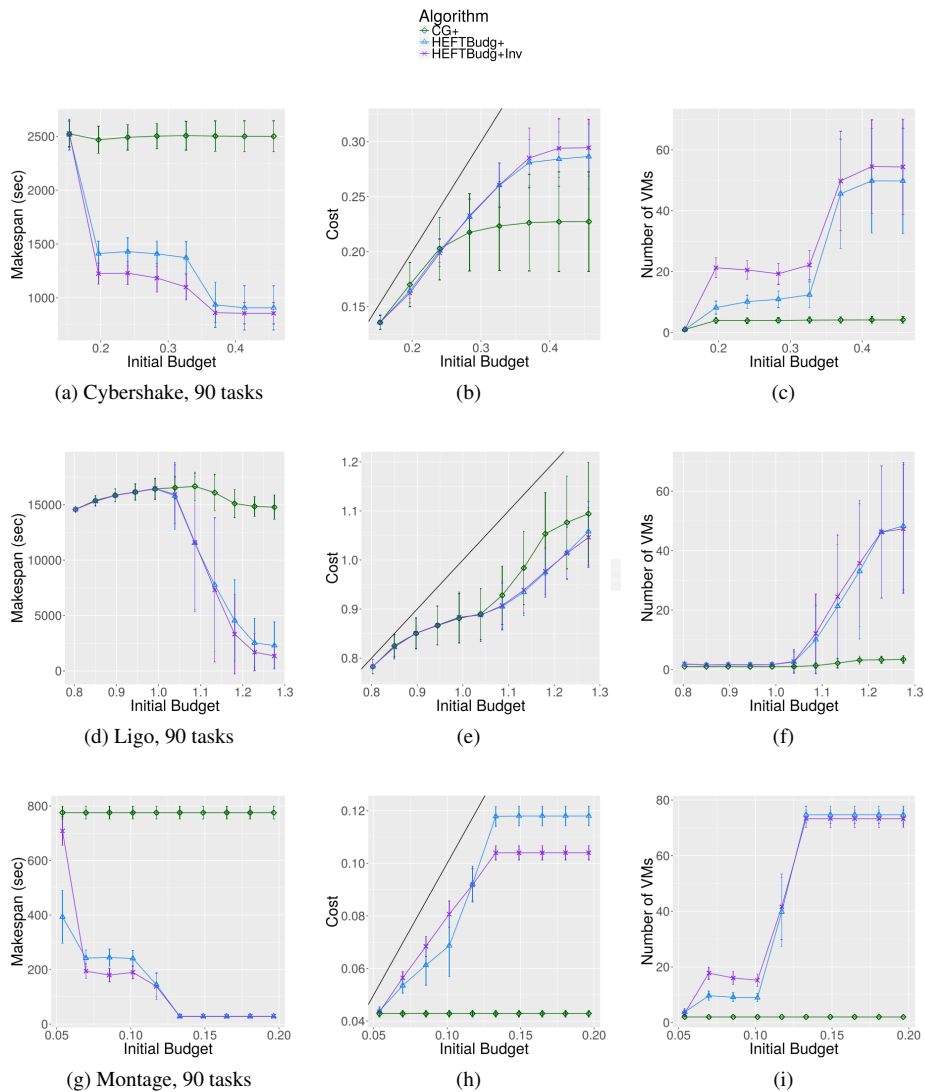 Algorithm
CG+
HEFTBudg+
HEFTBudg+Inv
2500
2000
1500
1000
Makespan (sec)
0.2 0.3 0.4
Initial Budget
(a) Cybershake, 90 tasks
0.30
0.25
0.20
0.15
Cost
0.2 0.3 0.4
Initial Budget
(b)
60
40
20
0
Number of VMs
0.2 0.3 0.4
Initial Budget
(c)
15000
10000
5000
0
Makespan (sec)
0.8 0.9 1.0 1.1 1.2 1.3
Initial Budget
(d) Ligo, 90 tasks
1.2
1.1
1.0
0.9
0.8
Cost
0.8 0.9 1.0 1.1 1.2 1.3
Initial Budget
(e)
60
40
20
0
Number of VMs
0.8 0.9 1.0 1.1 1.2 1.3
Initial Budget
(f)
800
600
400
200
0
Makespan (sec)
0.05 0.10 0.15 0.20
Initial Budget
(g) Montage, 90 tasks
0.12
0.10
0.08
0.06
0.04
Cost
0.05 0.10 0.15 0.20
Initial Budget
(h)
80
60
40
20
0
Number of VMs
0.05 0.10 0.15 0.20
Initial Budget
(i)